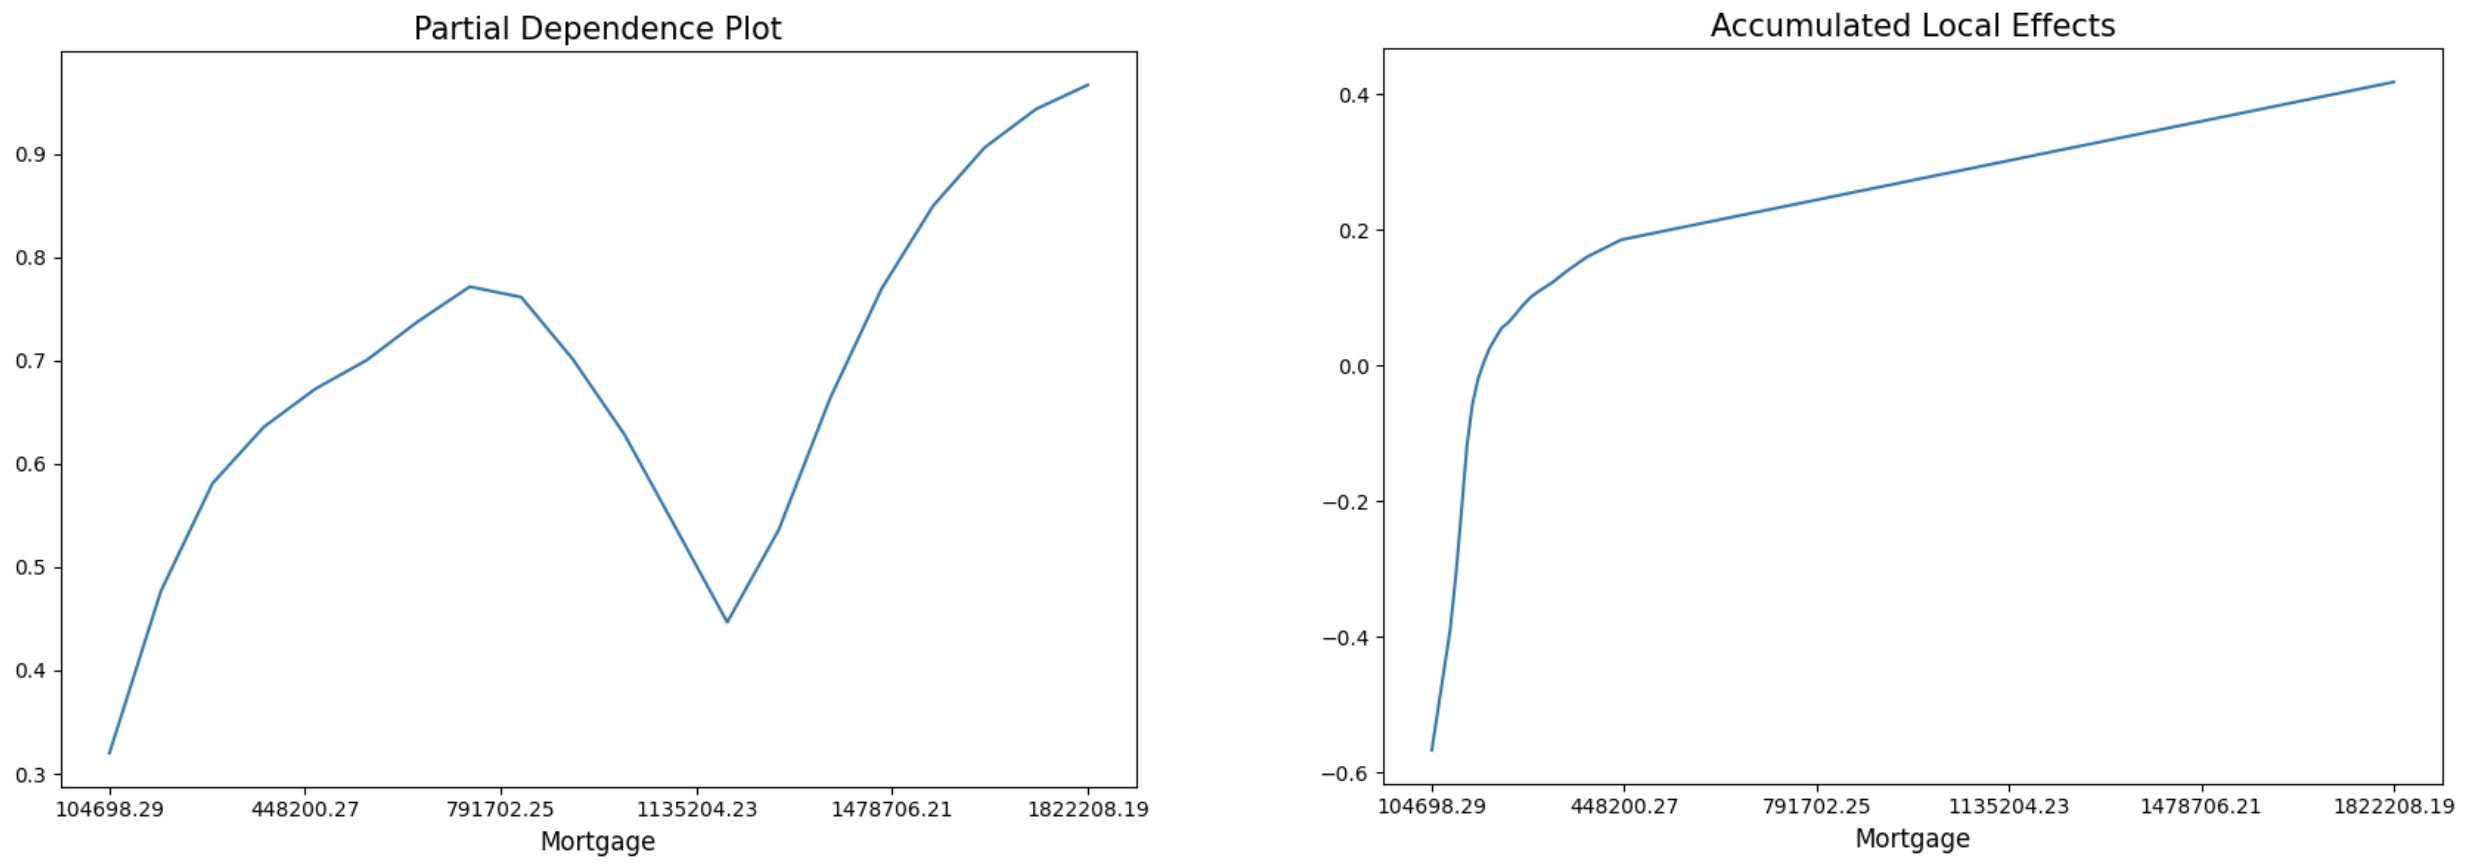 Partial Dependence Plot
0.9
0.8
0.7
0.6
0.5
0.4
0.3
104698.29 448200.27 791702.25 1135204.23 1478706.21 1822208.19
Mortgage
Accumulated Local Effects
0.4
0.2
0.0
−0.2
−0.4
−0.6
104698.29 448200.27 791702.25 1135204.23 1478706.21 1822208.19
Mortgage